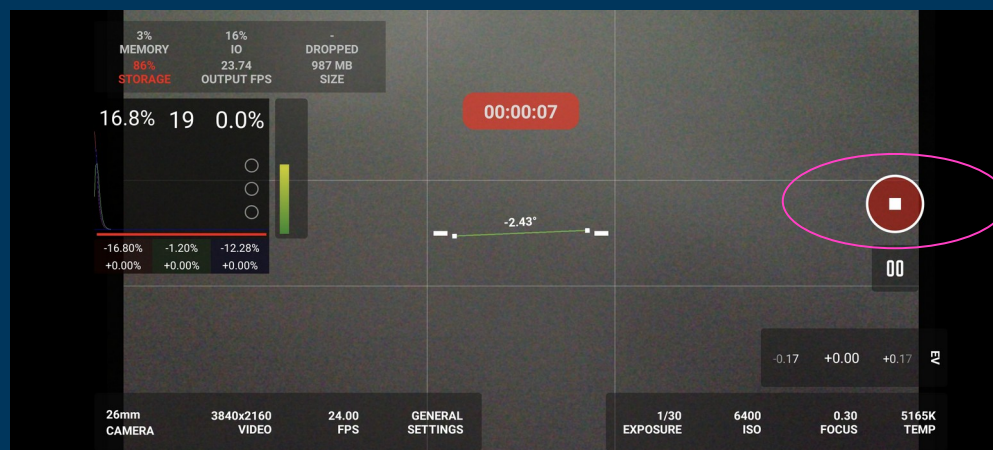 3% 16% -
MEMORY IO DROPPED
86% 23.74 987 MB
STORAGE OUTPUT FPS SIZE
16.8% 19 0.0%
00:00:07
-2.43°
-16.80% -1.20% -12.28%
+0.00% +0.00% +0.00%
-0.17 +0.00 +0.17 EV
26mm 3840x2160 24.00 GENERAL 1/30 6400 0.30 5165K
CAMERA VIDEO FPS SETTINGS EXPOSURE ISO FOCUS TEMP